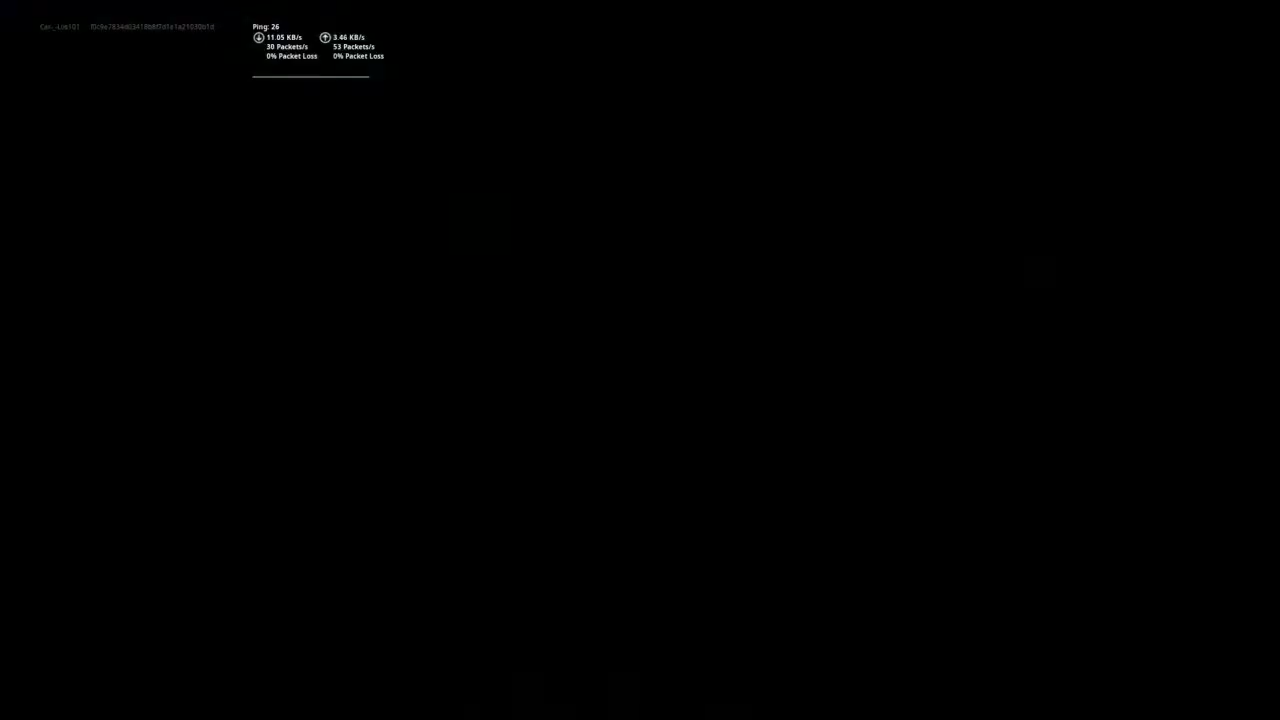 Ping: 26
11.05 KB/s 3.46 KB/s
30 Packets/s 53 Packets/s
0% Packet Loss 0% Packet Loss